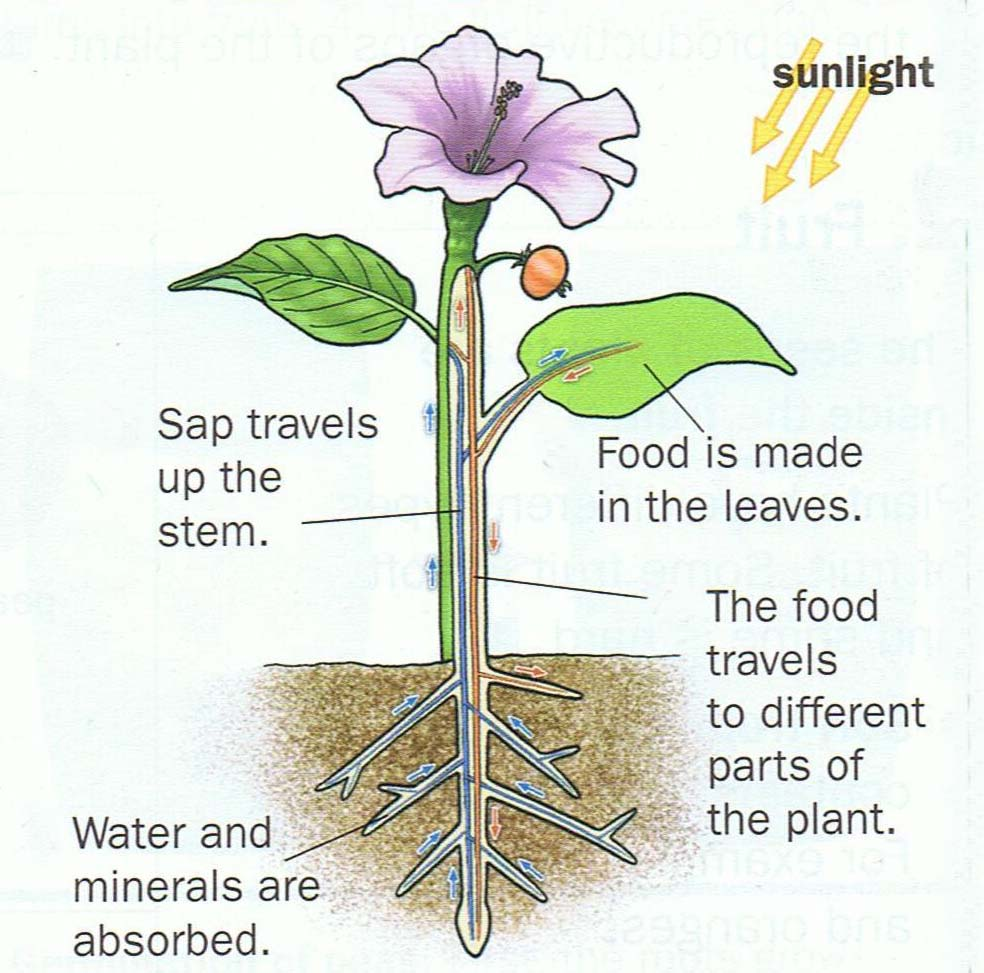 sunlight
Sap travels
up the
stem.
Food is made
in the leaves.
The food
travels
to different
parts of
the plant.
Water and
minerals are
absorbed.